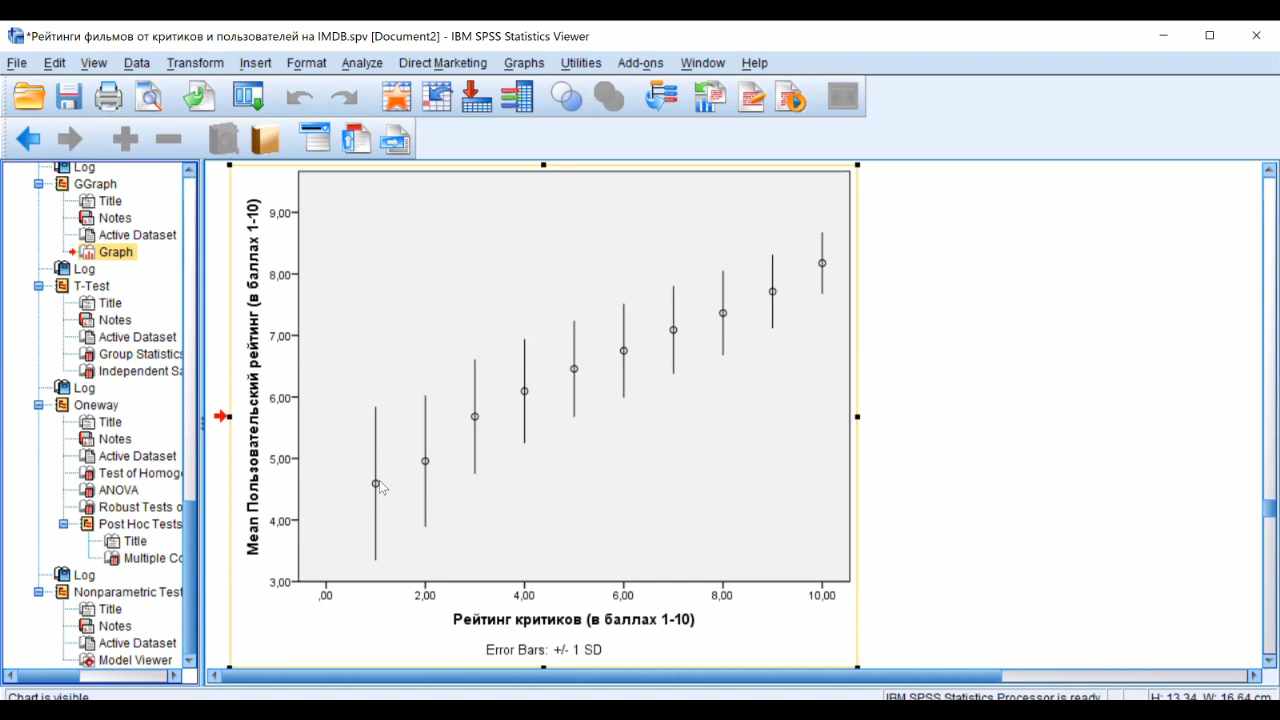 *Рейтинги фильмов от критиков и пользователей на IMDB.spv [Document2] - IBM SPSS Statistics Viewer
File Edit View Data Transform Insert Format Analyze Direct Marketing Graphs Utilities Add-ons Window Help
Log
GGraph
Title
Notes
Active Dataset
Graph
Log
T-Test
Title
Notes
Active Dataset
Group Statistics
Independent Sa
Log
Oneway
Title
Notes
Active Dataset
Test of Homog
ANOVA
Robust Tests o
Post Hoc Tests
Title
Multiple Co
Log
Nonparametric Test
Title
Notes
Active Dataset
Model Viewer
Mean Пользовательский рейтинг (в баллах 1-10)
9,00
8,00
7,00
6,00
5,00
4,00
3,00
,00 2,00 4,00 6,00 8,00 10,00
Рейтинг критиков (в баллах 1-10)
Error Bars: +/- 1 SD
Chart is visible IBM SPSS Statistics Processor is ready H: 13,34, W: 16,64 cm